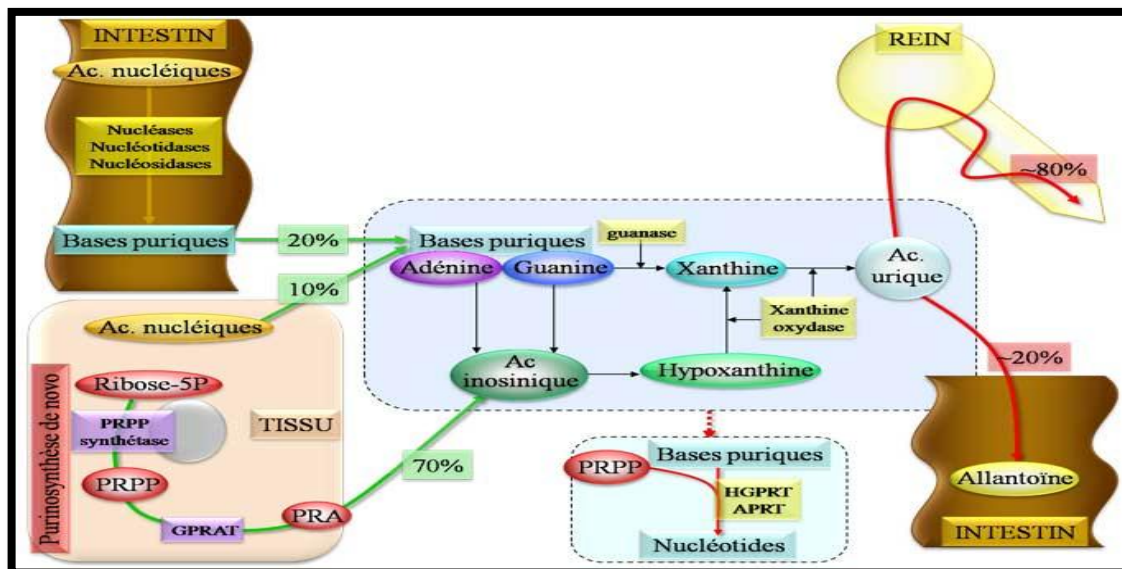 INTESTIN
Ac. nucléiques
Nucléases
Nucléotidases
Nucléosidases
Bases puriques
20%
10%
Ac. nucléiques
Purinosynthèse de novo
Ribose-5P
PRPP
synthétase
TISSU
PRPP
GPRAT
PRA
70%
Bases puriques
Adénine
Guanine
guanase
Xanthine
Xanthine
oxydase
Ac
inosinique
Hypoxanthine
Ac.
urique
REIN
~80%
~20%
Allantoïne
INTESTIN
PRPP
Bases puriques
HGPRT
APRT
Nucléotides